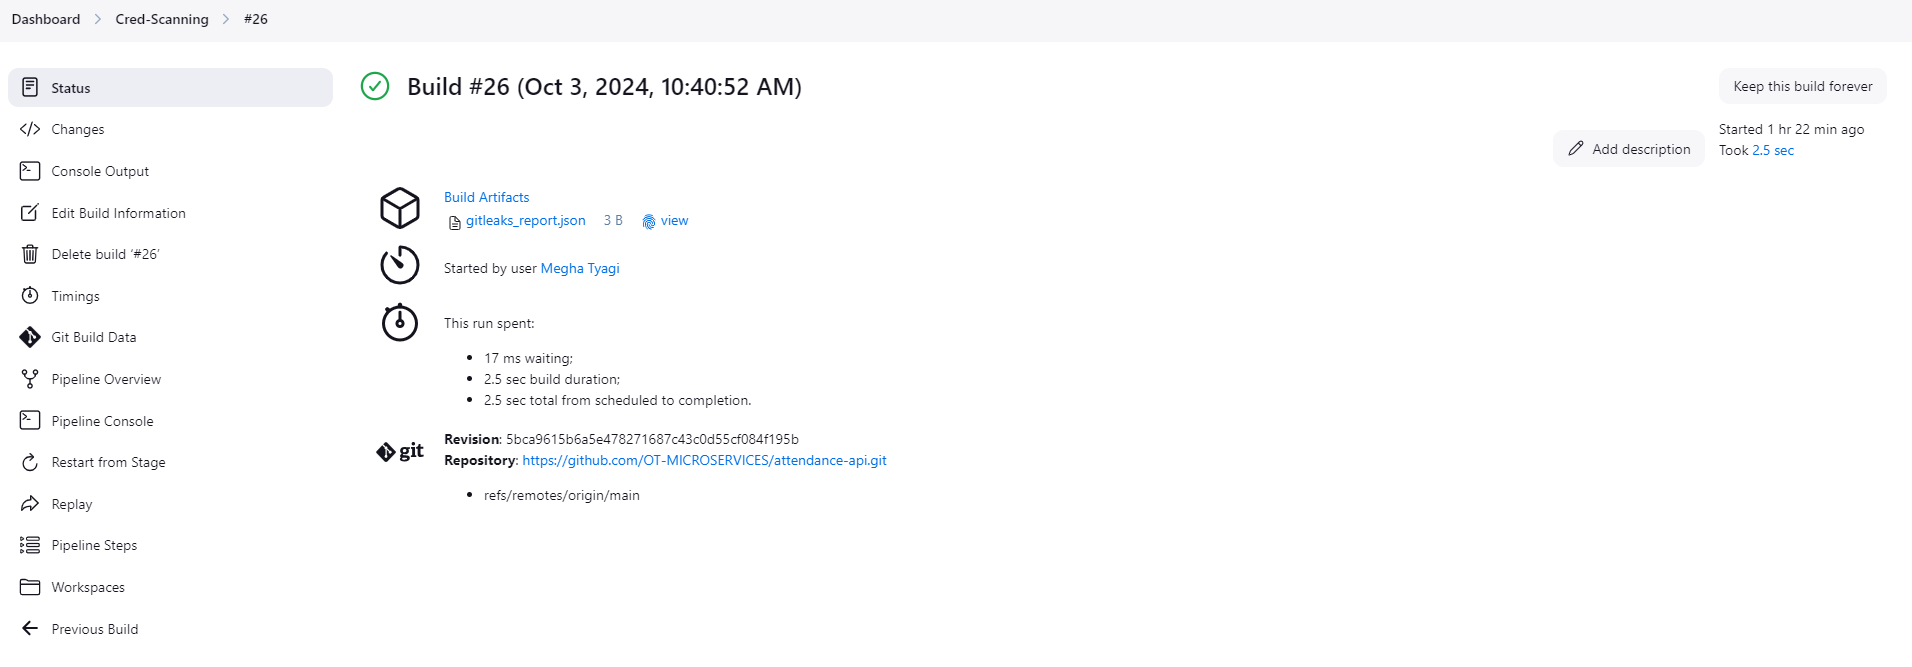 Dashboard > Cred-Scanning > #26
Status
Changes
Console Output
Edit Build Information
Delete build ‘#26’
Timings
Git Build Data
Pipeline Overview
Pipeline Console
Restart from Stage
Replay
Pipeline Steps
Workspaces
Previous Build
Build #26 (Oct 3, 2024, 10:40:52 AM)
Keep this build forever
Add description
Started 1 hr 22 min ago
Took 2.5 sec
Build Artifacts
gitleaks_report.json 3 B view
Started by user Megha Tyagi
This run spent:
• 17 ms waiting;
• 2.5 sec build duration;
• 2.5 sec total from scheduled to completion.
git
Revision: 5bca9615b6a5e478271687c43c0d55cf084f195b
Repository: https://github.com/OT-MICROSERVICES/attendance-api.git
• refs/remotes/origin/main